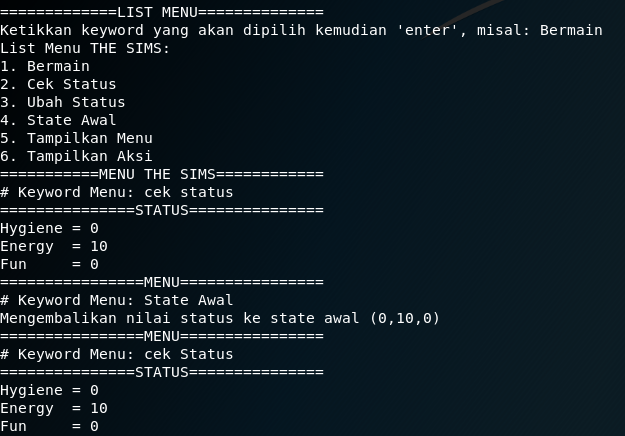 =============LIST MENU==============
Ketikkan keyword yang akan dipilih kemudian 'enter', misal: Bermain
List Menu THE SIMS:
1. Bermain
2. Cek Status
3. Ubah Status
4. State Awal
5. Tampilkan Menu
6. Tampilkan Aksi
===========MENU THE SIMS============
# Keyword Menu: cek status
===============STATUS===============
Hygiene = 0
Energy  = 10
Fun     = 0
================MENU================
# Keyword Menu: State Awal
Mengembalikan nilai status ke state awal (0,10,0)
================MENU================
# Keyword Menu: cek Status
===============STATUS===============
Hygiene = 0
Energy  = 10
Fun     = 0